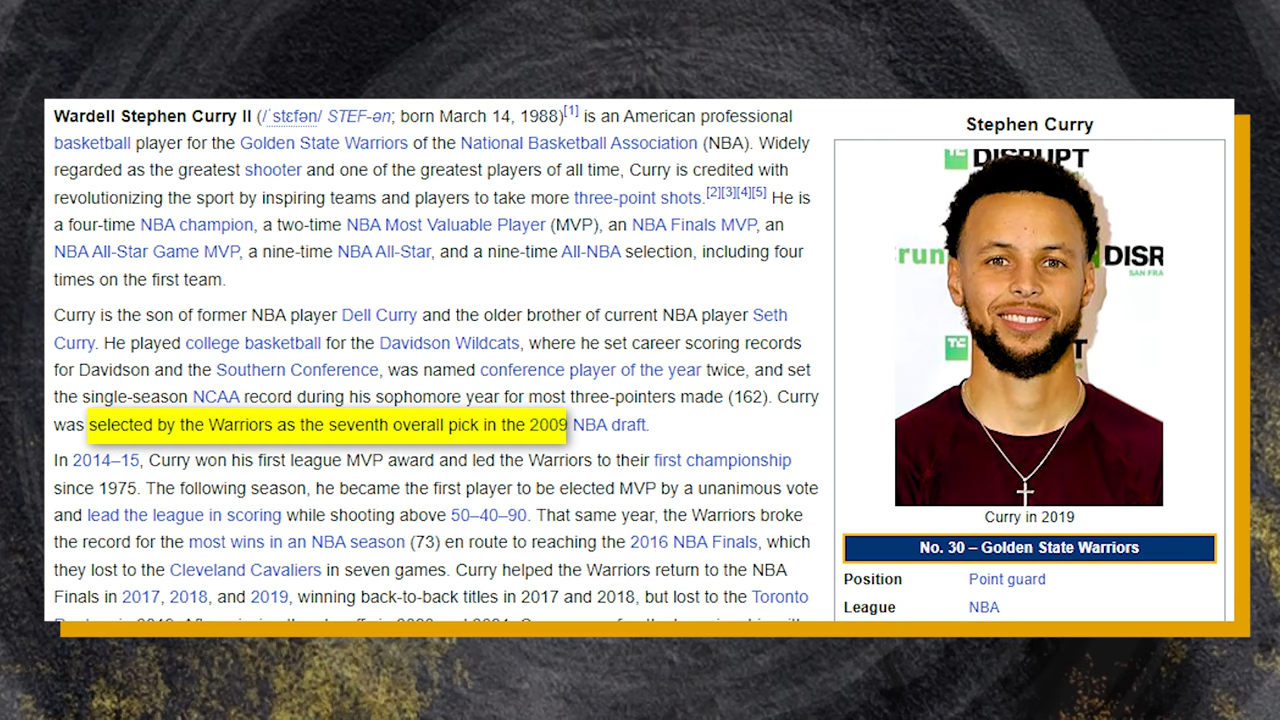 Wardell Stephen Curry II (/ˈstɛfən/ STEF-ən; born March 14, 1988)[1] is an American professional
basketball player for the Golden State Warriors of the National Basketball Association (NBA). Widely
regarded as the greatest shooter and one of the greatest players of all time, Curry is credited with
revolutionizing the sport by inspiring teams and players to take more three-point shots.[2][3][4][5] He is
a four-time NBA champion, a two-time NBA Most Valuable Player (MVP), an NBA Finals MVP, an
NBA All-Star Game MVP, a nine-time NBA All-Star, and a nine-time All-NBA selection, including four
times on the first team.
Curry is the son of former NBA player Dell Curry and the older brother of current NBA player Seth
Curry. He played college basketball for the Davidson Wildcats, where he set career scoring records
for Davidson and the Southern Conference, was named conference player of the year twice, and set
the single-season NCAA record during his sophomore year for most three-pointers made (162). Curry
was selected by the Warriors as the seventh overall pick in the 2009 NBA draft.
In 2014–15, Curry won his first league MVP award and led the Warriors to their first championship
since 1975. The following season, he became the first player to be elected MVP by a unanimous vote
and lead the league in scoring while shooting above 50–40–90. That same year, the Warriors broke
the record for the most wins in an NBA season (73) en route to reaching the 2016 NBA Finals, which
they lost to the Cleveland Cavaliers in seven games. Curry helped the Warriors return to the NBA
Finals in 2017, 2018, and 2019, winning back-to-back titles in 2017 and 2018, but lost to the Toronto
Stephen Curry
TC DISRUPT
run DISR
SAN FRA
TC T
Curry in 2019
No. 30 – Golden State Warriors
Position Point guard
League NBA